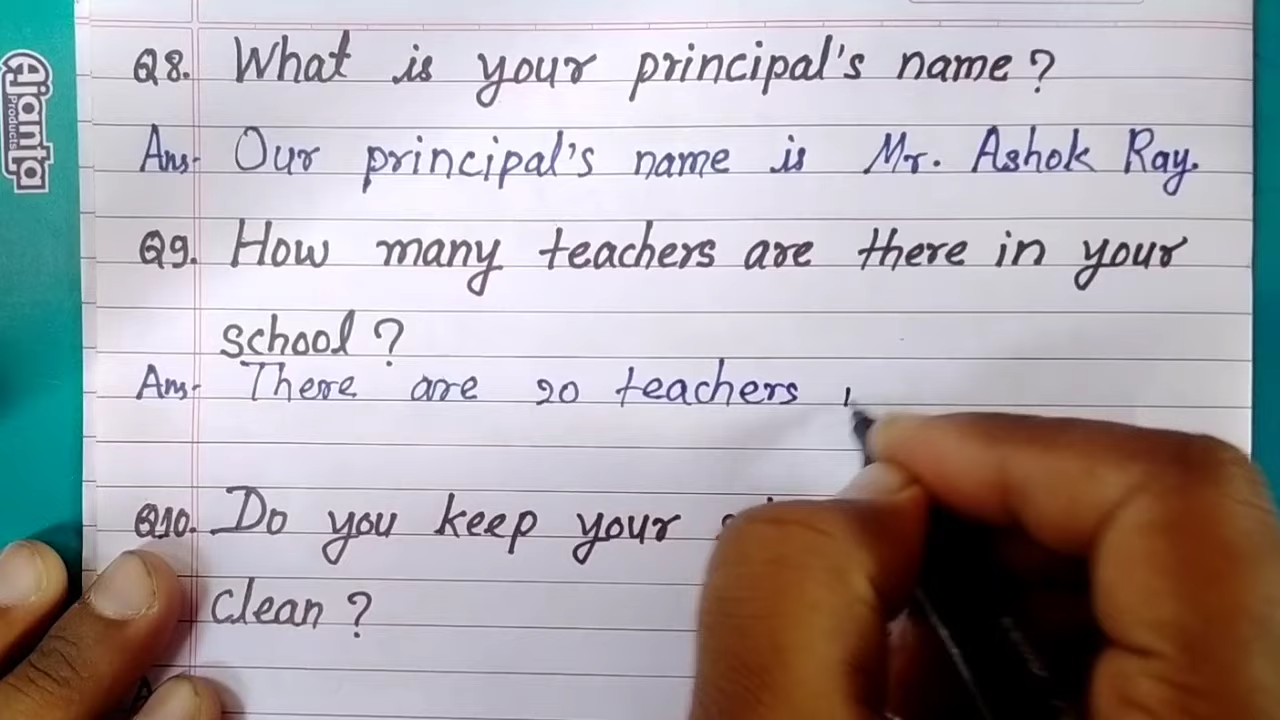 Ajanta
Products
Q8. What is your principal's name?
Ans- Our principal's name is Mr. Ashok Ray.
Q9. How many teachers are there in your
school?
Ans- There are 20 teachers
Q10. Do you keep your
clean?